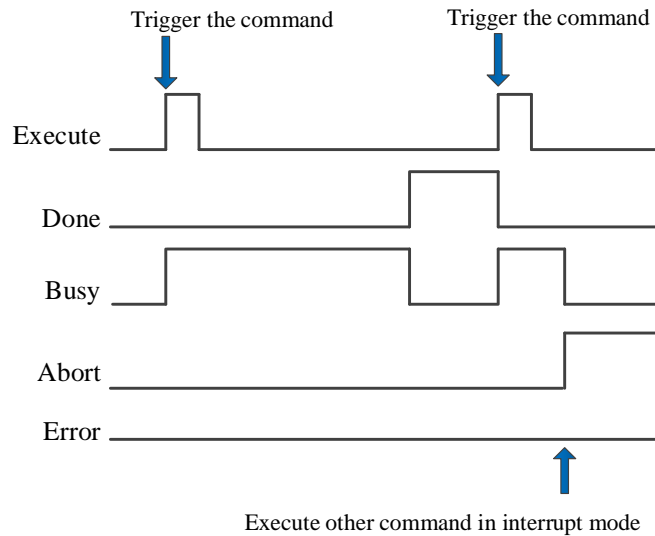 Trigger the command
Trigger the command
Execute
Done
Busy
Abort
Error
Execute other command in interrupt mode